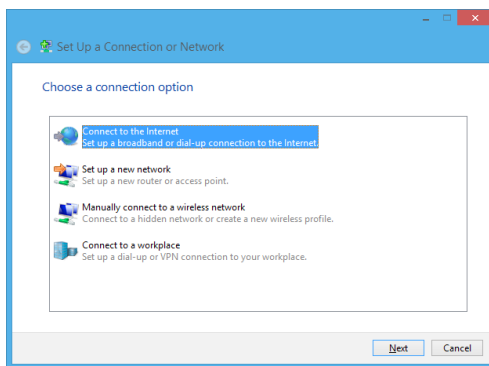 Set Up a Connection or Network
Choose a connection option
Connect to the Internet
Set up a broadband or dial-up connection to the Internet.
Set up a new network
Set up a new router or access point.
Manually connect to a wireless network
Connect to a hidden network or create a new wireless profile.
Connect to a workplace
Set up a dial-up or VPN connection to your workplace.
Next Cancel